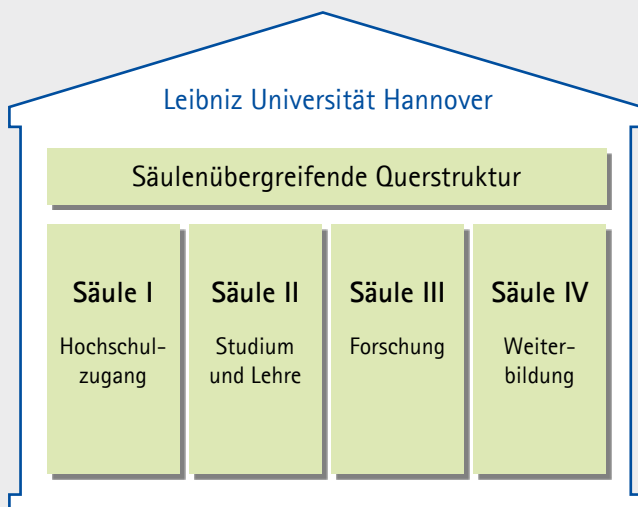 Leibniz Universität Hannover
Säulenübergreifende Querstruktur
Säule I
Hochschul-
zugang
Säule II
Studium
und Lehre
Säule III
Forschung
Säule IV
Weiter-
bildung